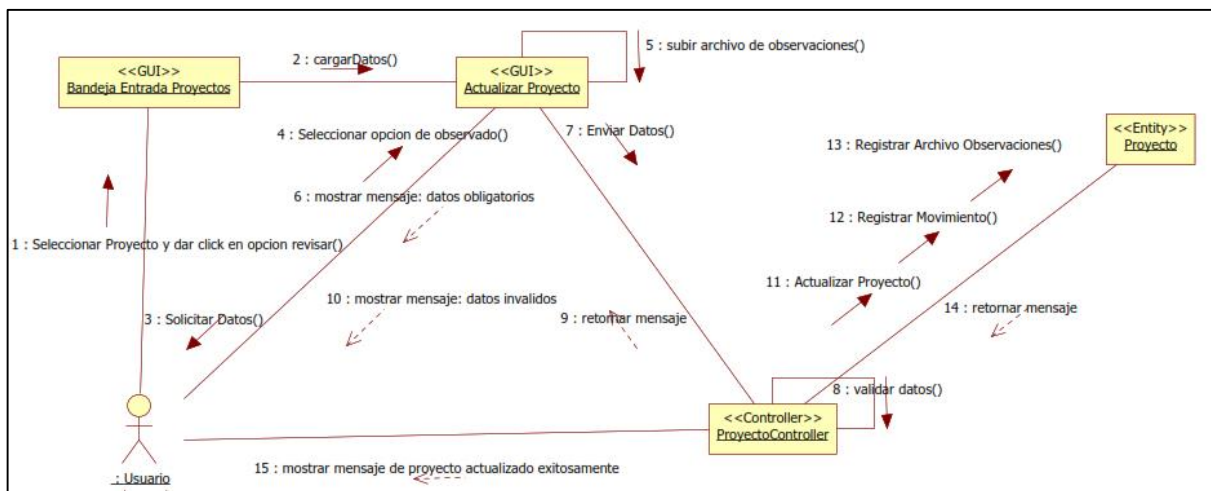 5 : subir archivo de observaciones()
2 : cargarDatos()
<<GUI>>
Bandeja Entrada Proyectos
<<GUI>>
Actualizar Proyecto
4 : Seleccionar opcion de observado()
7 : Enviar Datos()
<<Entity>>
Proyecto
13 : Registrar Archivo Observaciones()
6 : mostrar mensaje: datos obligatorios
12 : Registrar Movimiento()
1 : Seleccionar Proyecto y dar click en opcion revisar()
11 : Actualizar Proyecto()
10 : mostrar mensaje: datos invalidos
3 : Solicitar Datos()
9 : retornar mensaje
14 : retornar mensaje
8 : validar datos()
<<Controller>>
ProyectoController
15 : mostrar mensaje de proyecto actualizado exitosamente
: Usuario